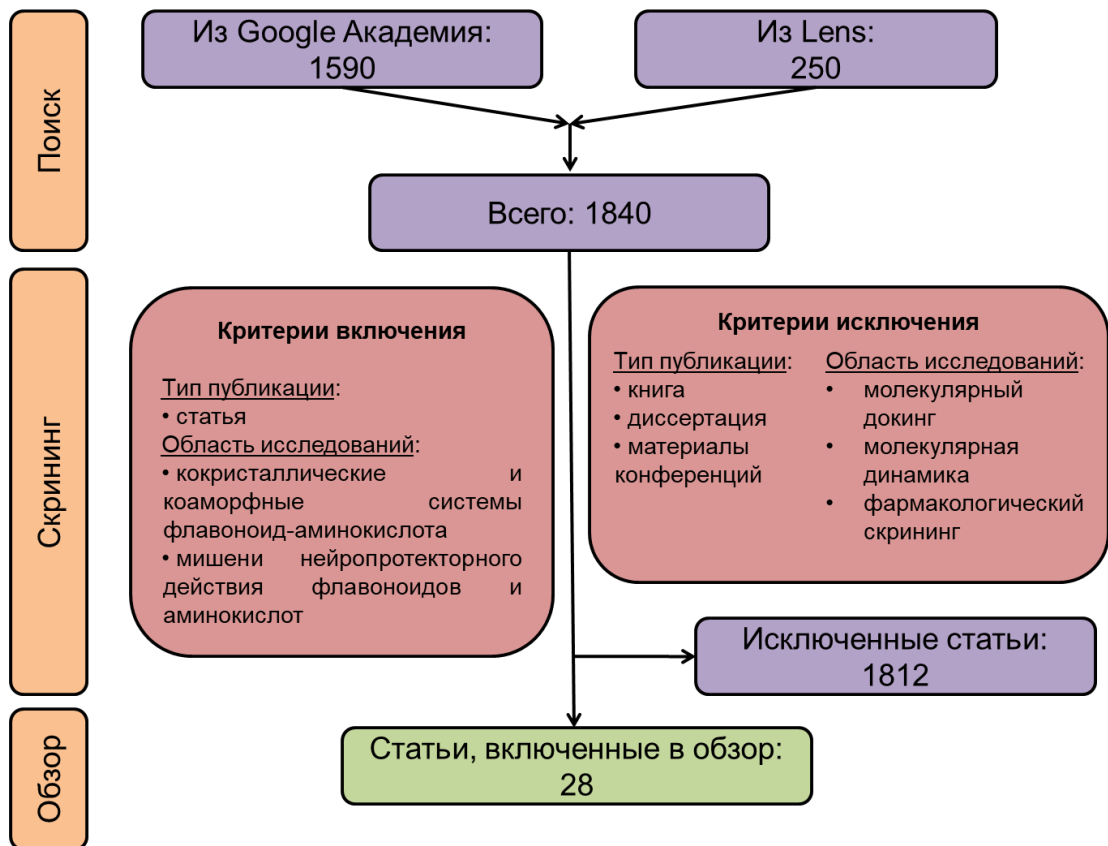 Поиск
Из Google Академия:
1590
Из Lens:
250
Всего: 1840
Скрининг
Критерии включения
Тип публикации:
• статья
Область исследований:
• кокристаллические и
коаморфные системы
флавоноид-аминокислота
• мишени нейропротекторного
действия флавоноидов и
аминокислот
Критерии исключения
Тип публикации:
• книга
• диссертация
• материалы
конференций
Область исследований:
• молекулярный
докинг
• молекулярная
динамика
• фармакологический
скрининг
Исключенные статьи:
1812
Обзор
Статьи, включенные в обзор:
28